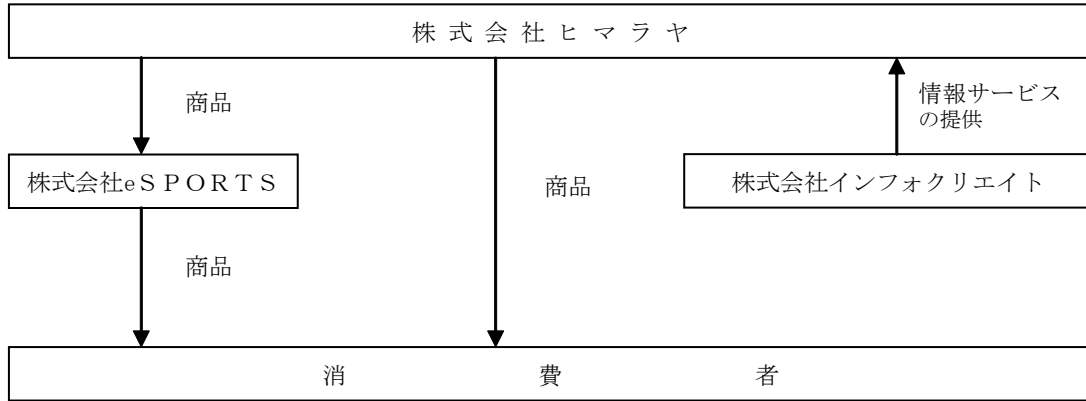 株式会社ヒマラヤ
商品
情報サービス
の提供
株式会社eＳＰＯＲＴＳ
商品
株式会社インフォクリエイト
商品
消費者